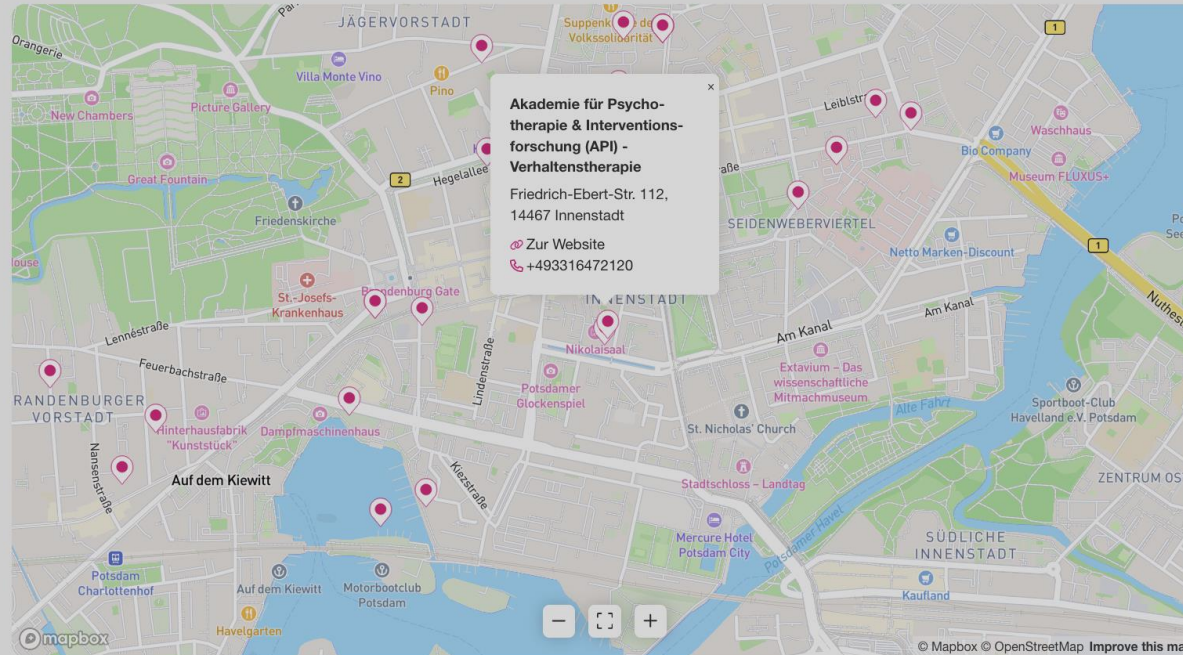 JÄGERVORSTADT
Orangerie
Villa Monte Vino
Pino
Volkssolidarität
New Chambers
Picture Gallery
Great Fountain
Friedenskirche
2
Hegelallee
1
Leiblstr
Waschhaus
Bio Company
Museum FLUXUS+
SEIDENWEBERVIERTEL
Netto Marken-Discount
1
×
Akademie für Psycho-
therapie & Interventions-
forschung (API) -
Verhaltenstherapie
Friedrich-Ebert-Str. 112,
14467 Innenstadt
Zur Website
+493316472120
INNENSTADT
St.-Josefs-
Krankenhaus
Brandenburg Gate
Lennéstraße
Feuerbachstraße
Lindenstraße
Nikolaisaal
Am Kanal
Am Kanal
Potsdamer
Glockenspiel
Extavium – Das
wissenschaftliche
Mitmachmuseum
Alte Fahrt
Sportboot-Club
Havelland e.V. Potsdam
RANDENBURGER
VORSTADT
Hinterhausfabrik
"Kunststück"
Dampfmaschinenhaus
St. Nicholas' Church
Nansenstraße
Auf dem Kiewitt
Kiezstraße
Stadtschloss – Landtag
ZENTRUM OS
Mercure Hotel
Potsdam City
Potsdamer Havel
SÜDLICHE
INNENSTADT
Potsdam
Charlottenhof
Auf dem Kiewitt
Motorbootclub
Potsdam
Kaufland
Havelgarten
mapbox
© Mapbox © OpenStreetMap Improve this ma